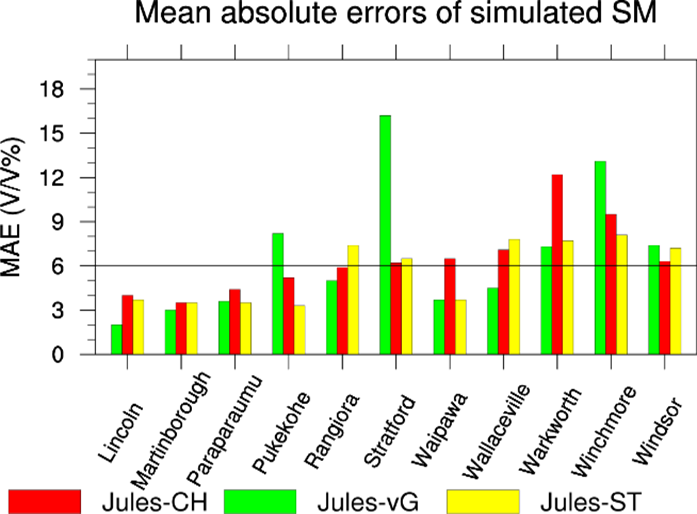 Mean absolute errors of simulated SM
MAE (V/V%)
18
15
12
9
6
3
0
Lincoln
Martinborough
Paraparaumu
Pukekohe
Rangiora
Stratford
Waipawa
Wallaceville
Warkworth
Winchmore
Windsor
Jules-CH Jules-vG Jules-ST